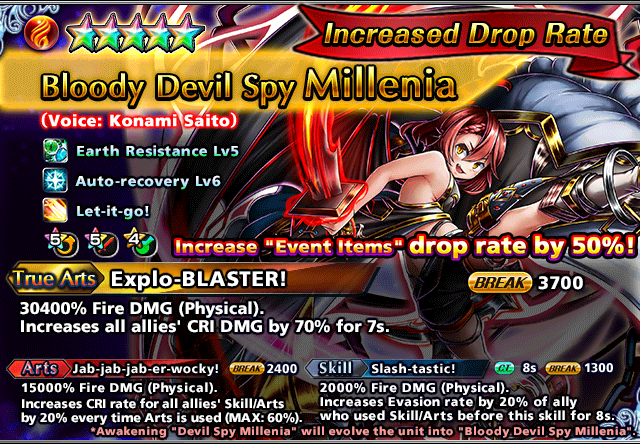 Increased Drop Rate
Bloody Devil Spy Millenia
(Voice: Konami Saito)
Earth Resistance Lv5
Auto-recovery Lv6
Let-it-go!
5 5 4
Increase "Event Items" drop rate by 50%!
True Arts Explo-BLASTER! BREAK 3700
30400% Fire DMG (Physical).
Increases all allies' CRI DMG by 70% for 7s.
Arts Jab-jab-jab-er-wocky! BREAK 2400
15000% Fire DMG (Physical).
Increases CRI rate for all allies' Skill/Arts
by 20% every time Arts is used (MAX: 60%).
Skill Slash-tastic! CT 8s BREAK 1300
2000% Fire DMG (Physical).
Increases Evasion rate by 20% of ally
who used Skill/Arts before this skill for 8s.
*Awakening "Devil Spy Millenia" will evolve the unit into "Bloody Devil Spy Millenia".